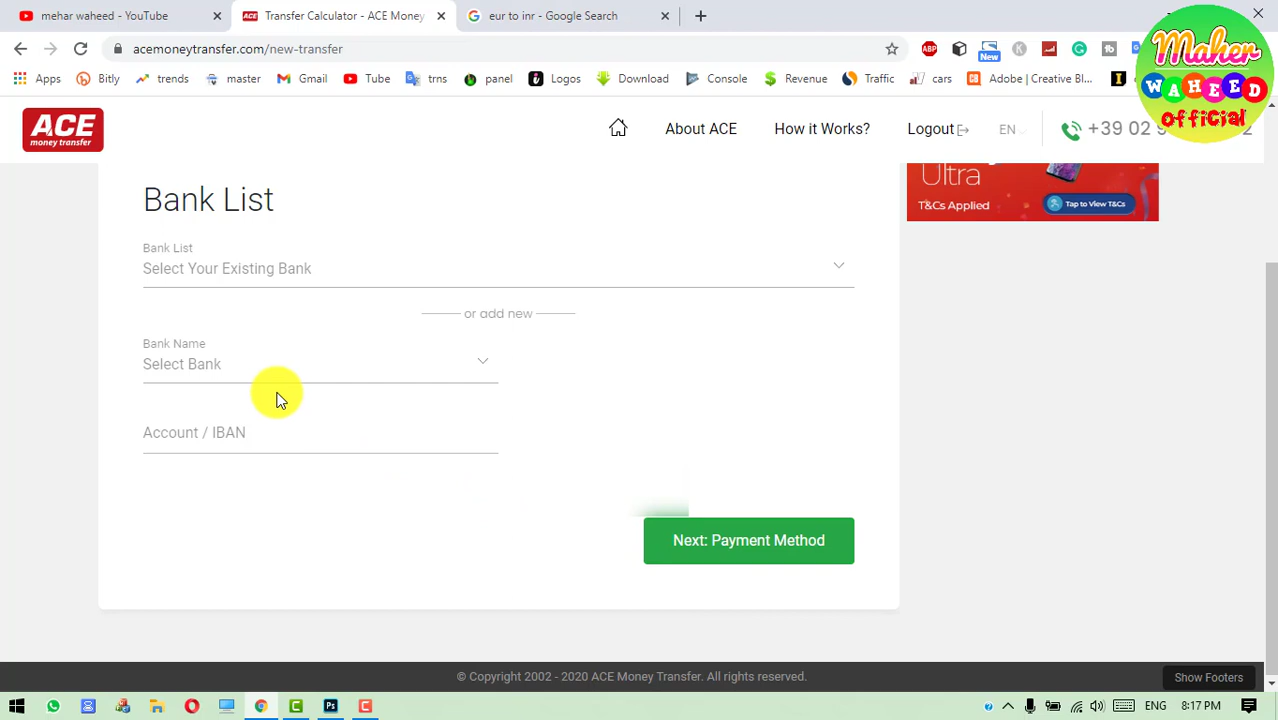 mehar waheed - YouTube
Transfer Calculator - ACE Money
eur to inr - Google Search
acemoneytransfer.com/new-transfer
Apps
Bitly
trends
master
Gmail
Tube
trns
panel
Logos
Download
Console
Revenue
Traffic
cars
Adobe | Creative Bl...
ABP
New
Maher
WAHEED
official
ACE
money transfer
About ACE
How it Works?
Logout
EN
+39 02
Ultra
T&Cs Applied
Tap to View T&Cs
Bank List
Bank List
Select Your Existing Bank
or add new
Bank Name
Select Bank
Account / IBAN
Next: Payment Method
© Copyright 2002 - 2020 ACE Money Transfer. All rights reserved.
Show Footers
ENG
8:17 PM